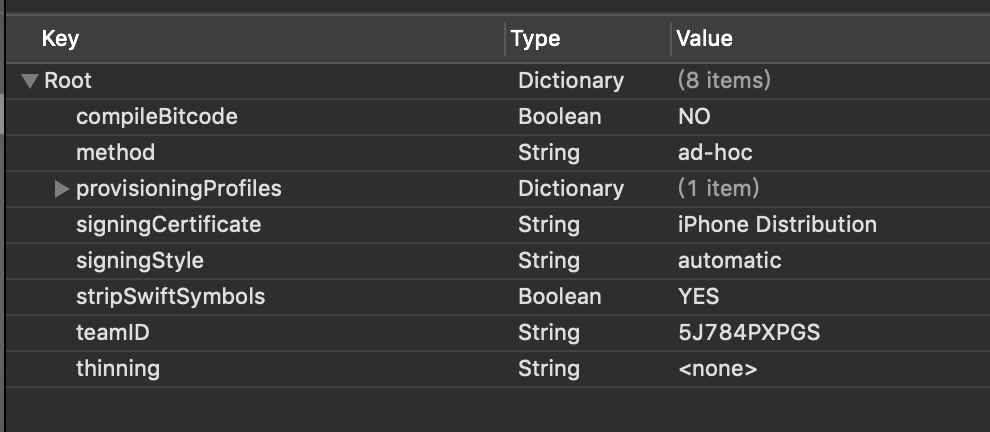 Key Type Value
Root Dictionary (8 items)
compileBitcode Boolean NO
method String ad-hoc
provisioningProfiles Dictionary (1 item)
signingCertificate String iPhone Distribution
signingStyle String automatic
stripSwiftSymbols Boolean YES
teamID String 5J784PXPGS
thinning String <none>